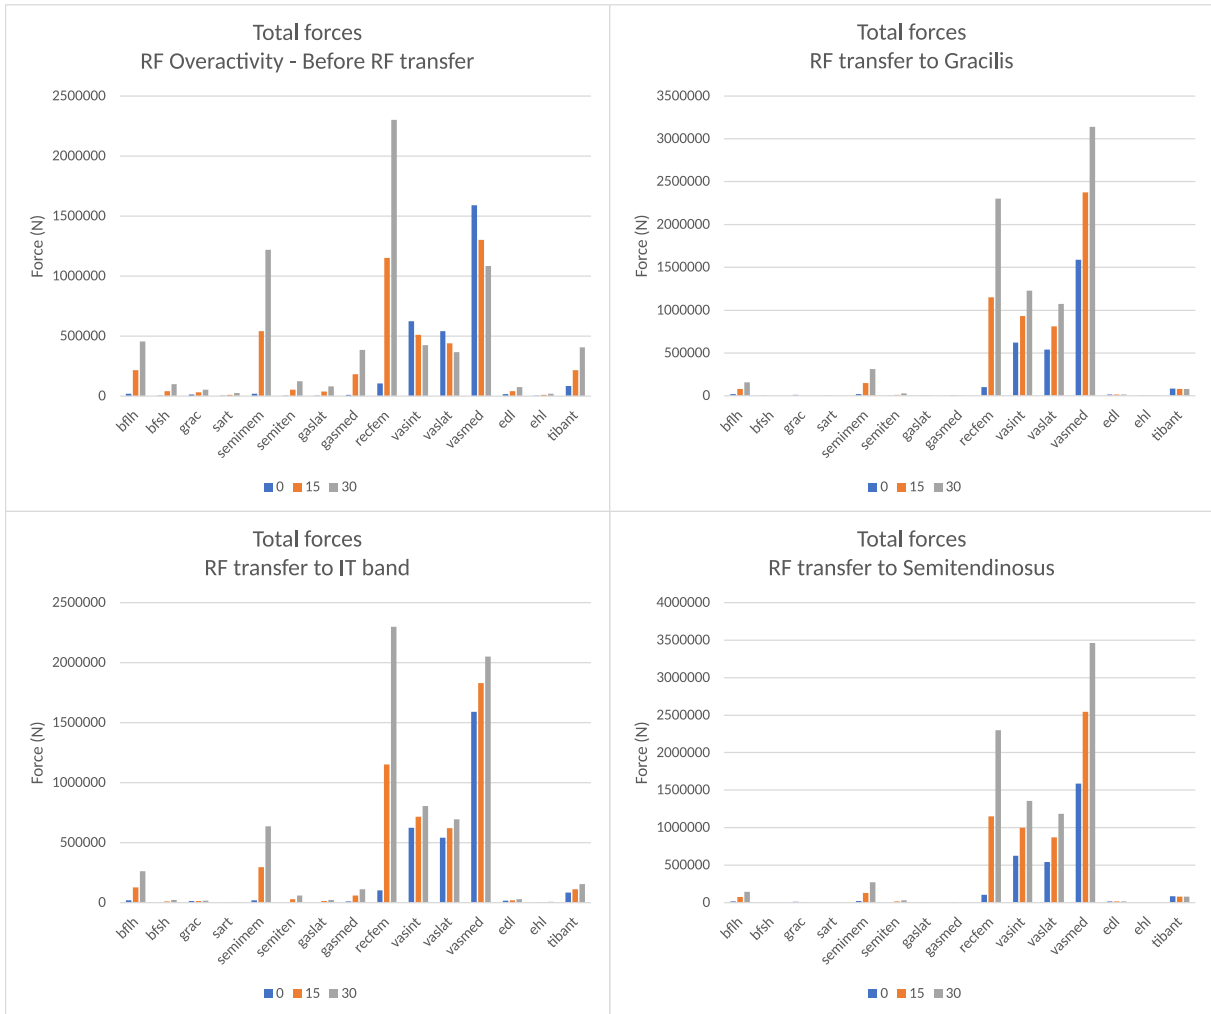 Total forces
RF Overactivity - Before RF transfer
2500000
2000000
1500000
1000000
500000
0
Force (N)
bflh
bfsh
grac
sart
semimem
semiten
gaslat
gasmed
recfem
vasint
vaslat
vasmed
edl
ehl
tibant
0 15 30
Total forces
RF transfer to Gracilis
3500000
3000000
2500000
2000000
1500000
1000000
500000
0
Force (N)
bflh
bfsh
grac
sart
semimem
semiten
gaslat
gasmed
recfem
vasint
vaslat
vasmed
edl
ehl
tibant
0 15 30
Total forces
RF transfer to IT band
2500000
2000000
1500000
1000000
500000
0
Force (N)
bflh
bfsh
grac
sart
semimem
semiten
gaslat
gasmed
recfem
vasint
vaslat
vasmed
edl
ehl
tibant
0 15 30
Total forces
RF transfer to Semitendinosus
4000000
3500000
3000000
2500000
2000000
1500000
1000000
500000
0
Force (N)
bflh
bfsh
grac
sart
semimem
semiten
gaslat
gasmed
recfem
vasint
vaslat
vasmed
edl
ehl
tibant
0 15 30